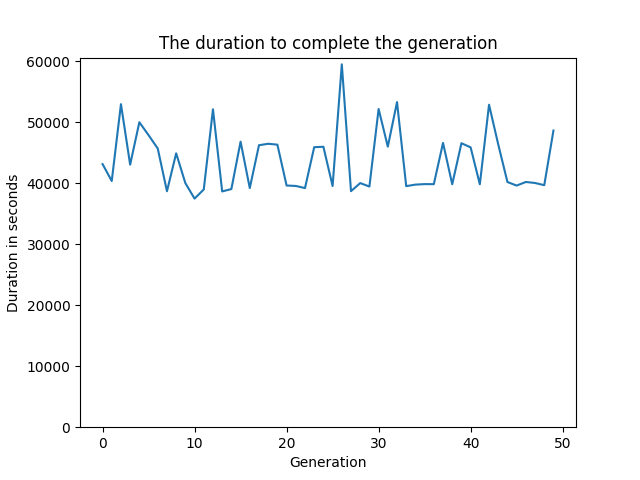 The duration to complete the generation
60000
50000
40000
30000
20000
10000
0
Duration in seconds
0 10 20 30 40 50
Generation